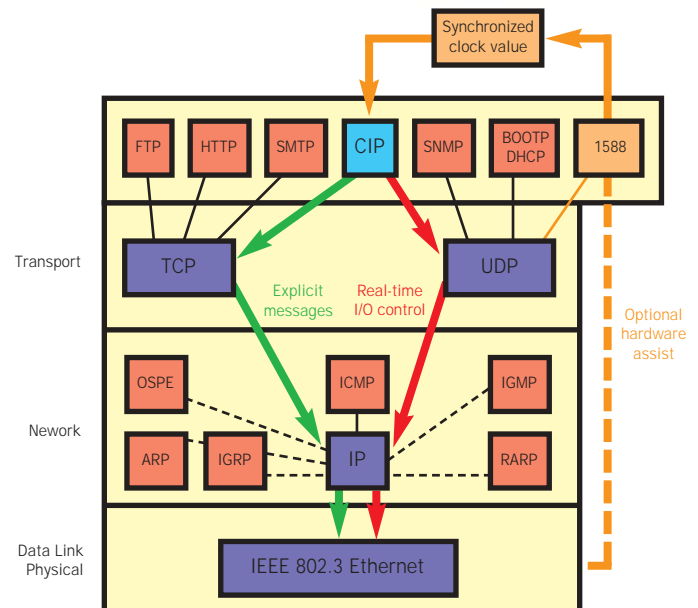 Synchronized
clock value
FTP
HTTP
SMTP
CIP
SNMP
BOOTP
DHCP
1588
Transport
TCP
UDP
Explicit
messages
Real-time
I/O control
Optional
hardware
assist
OSPE
ICMP
IGMP
Nework
ARP
IGRP
IP
RARP
Data Link
Physical
IEEE 802.3 Ethernet